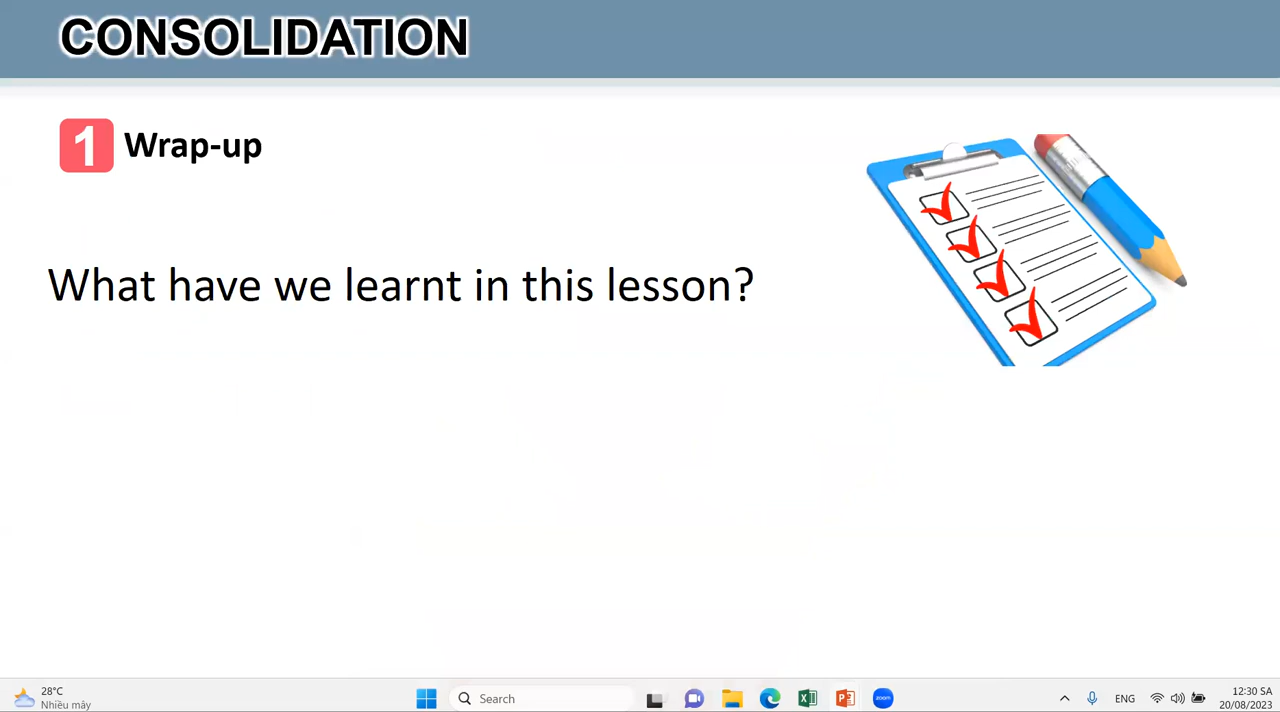 CONSOLIDATION
1 Wrap-up
What have we learnt in this lesson?
28°C
Nhiều mây
Search
zoom
ENG
12:30 SA
20/08/2023